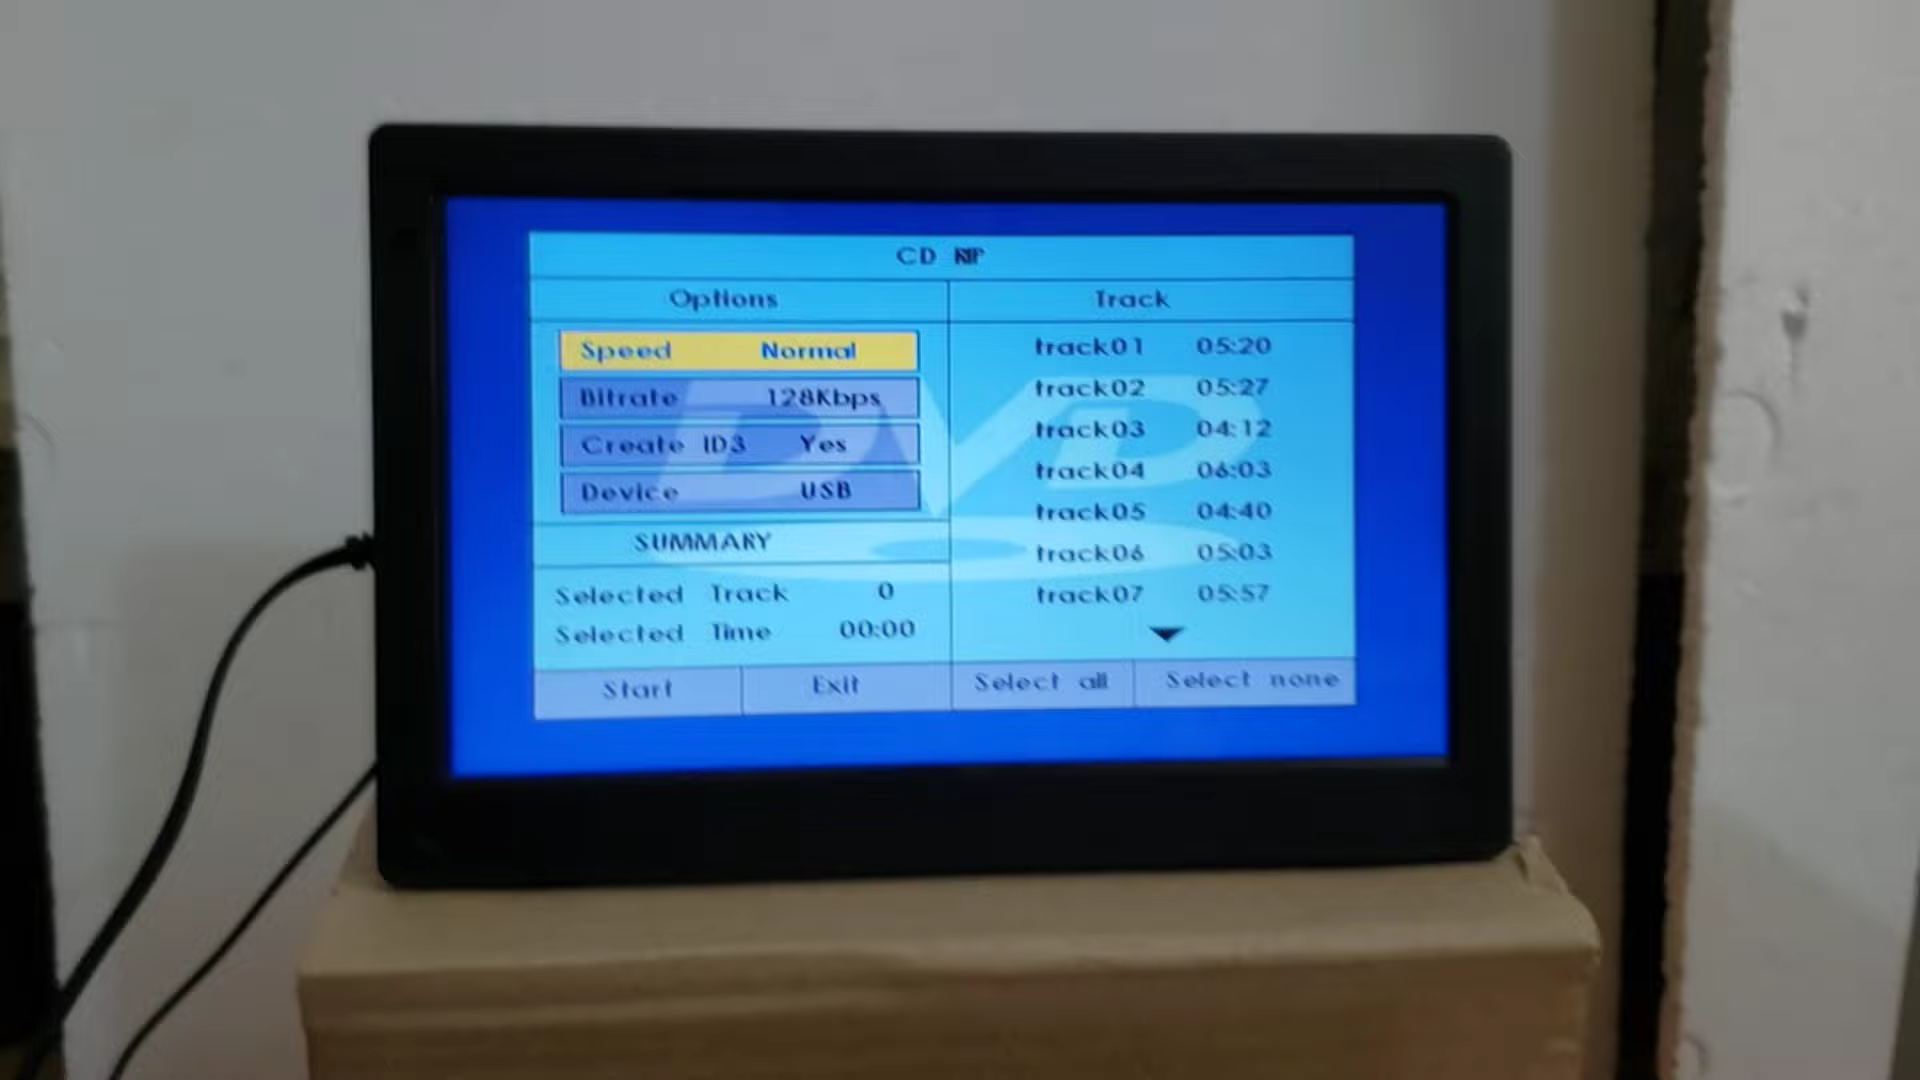 CD RIP
Options
Speed Normal
Bitrate 128Kbps
Create ID3 Yes
Device USB
SUMMARY
Selected Track 0
Selected Time 00:00
Start Exit
Track
track01 05:20
track02 05:27
track03 04:12
track04 06:03
track05 04:40
track06 05:03
track07 05:57
Select all Select none
DVD